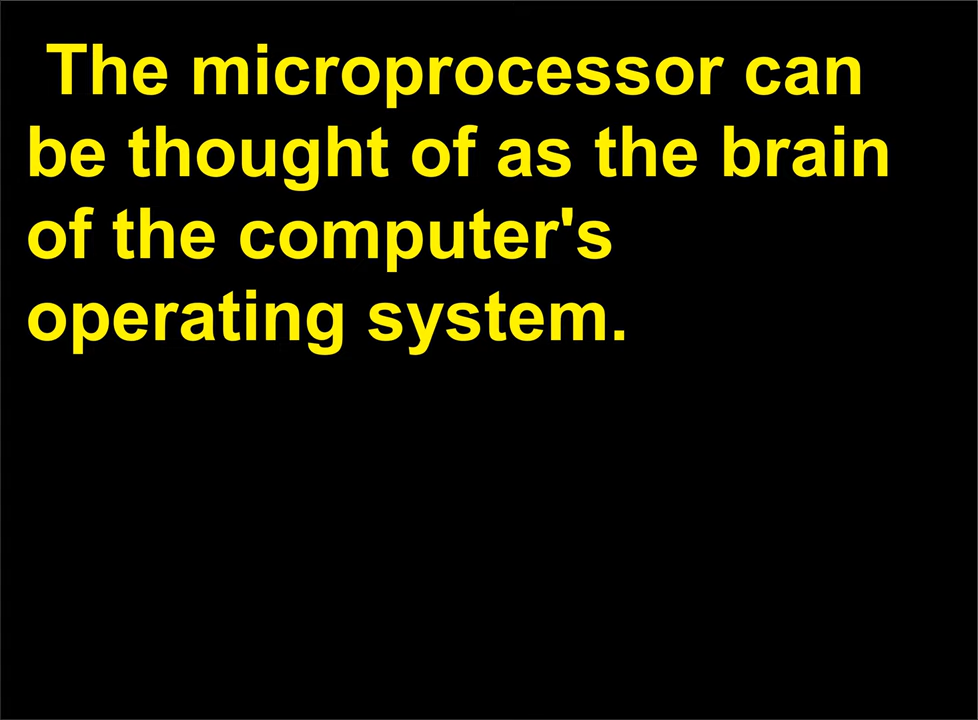 The microprocessor can
be thought of as the brain
of the computer's
operating system.